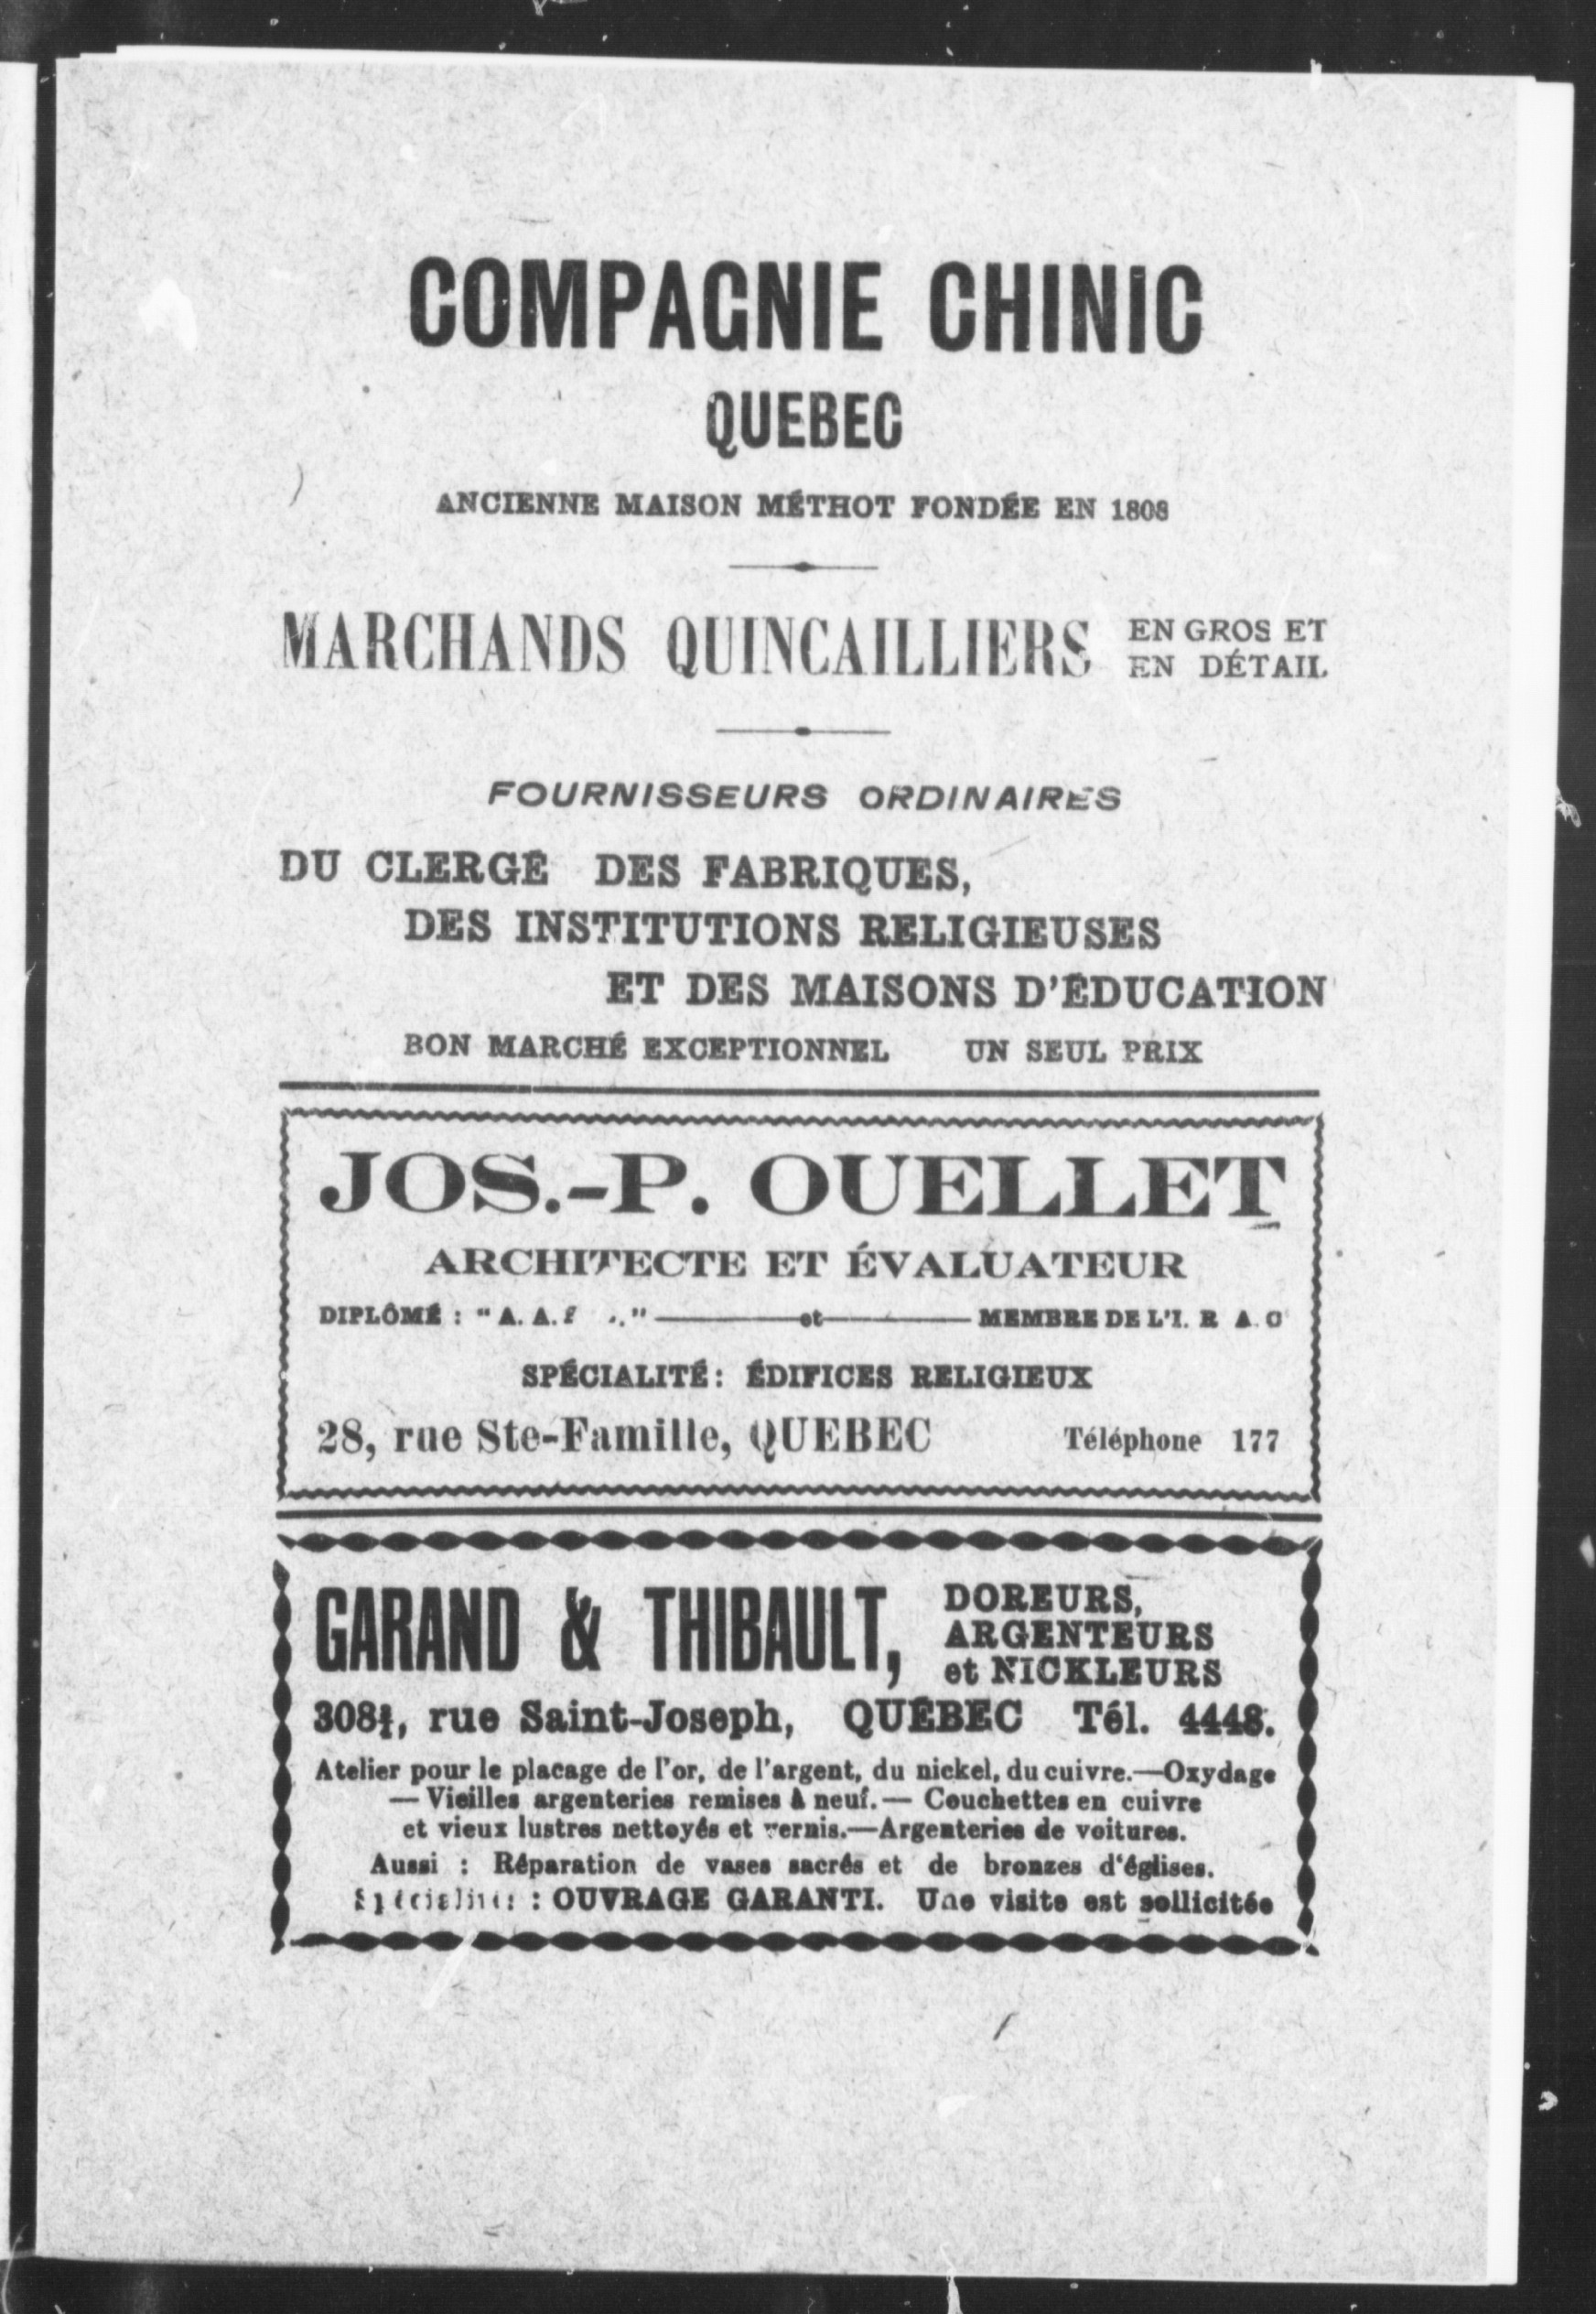 COMPAGNIE CHINIC
QUEBEC
ANCIENNE MAISON MÉTHOT FONDÉE EN 1808
MARCHANDS QUINCAILLIERS EN GROS ET
EN DÉTAIL
FOURNISSEURS ORDINAIRES
DU CLERGÉ DES FABRIQUES,
DES INSTITUTIONS RELIGIEUSES
ET DES MAISONS D'ÉDUCATION
BON MARCHÉ EXCEPTIONNEL UN SEUL PRIX
JOS.-P. OUELLET
ARCHITECTE ET ÉVALUATEUR
DIPLÔMÉ : "A. A. " et MEMBRE DE L'I. R A. C
SPÉCIALITÉ : ÉDIFICES RELIGIEUX
28, rue Ste-Famille, QUEBEC Téléphone 177
GARAND & THIBAULT, DOREURS,
ARGENTEURS
et NICKLEURS
rue Saint-Joseph, QUÉBEC Tél. 4448.
Atelier pour le placage de l'or, de l'argent, du nickel, du cuivre.—Oxydage
— Vieilles argenteries remises à neuf.— Couchettes en cuivre
et vieux lustres nettoyés et vernis.—Argenteries de voitures.
Aussi : Réparation de vases sacrés et de bronzes d'églises.
: OUVRAGE GARANTI. Une visite est sollicitée